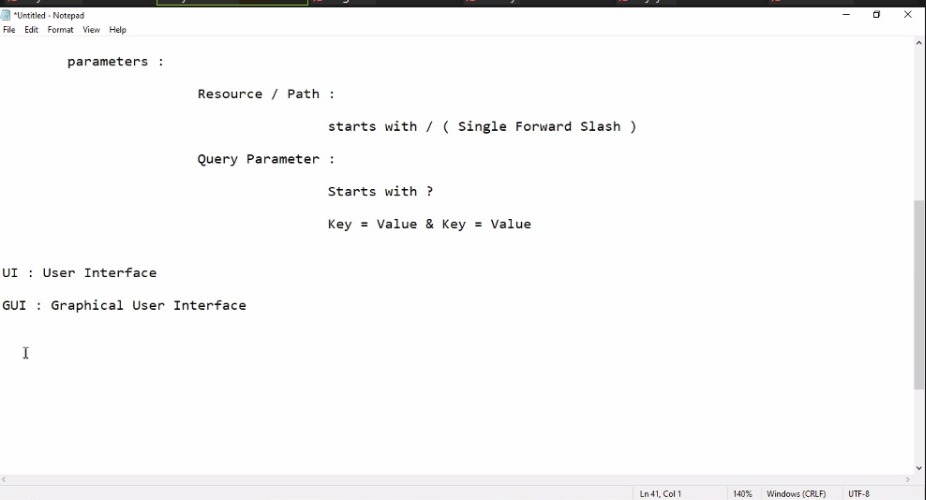 *Untitled - Notepad
File Edit Format View Help
parameters :
Resource / Path :
starts with / ( Single Forward Slash )
Query Parameter :
Starts with ?
Key = Value & Key = Value
UI : User Interface
GUI : Graphical User Interface
Ln 41, Col 1 140% Windows (CRLF) UTF-8